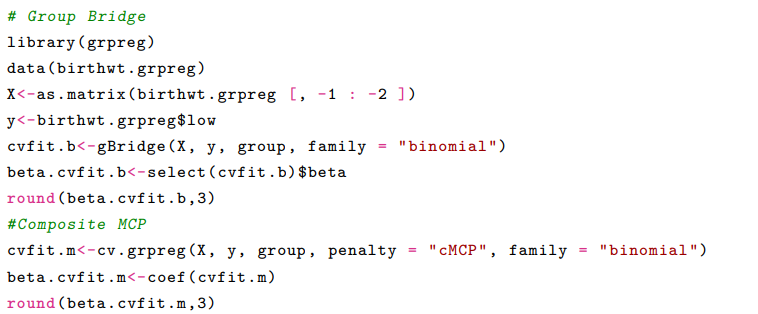 # Group Bridge
library(grpreg)
data(birthwt.grpreg)
X<-as.matrix(birthwt.grpreg [, -1 : -2 ])
y<-birthwt.grpreg$low
cvfit.b<-gBridge(X, y, group, family = "binomial")
beta.cvfit.b<-select(cvfit.b)$beta
round(beta.cvfit.b,3)
#Composite MCP
cvfit.m<-cv.grpreg(X, y, group, penalty = "cMCP", family = "binomial")
beta.cvfit.m<-coef(cvfit.m)
round(beta.cvfit.m,3)